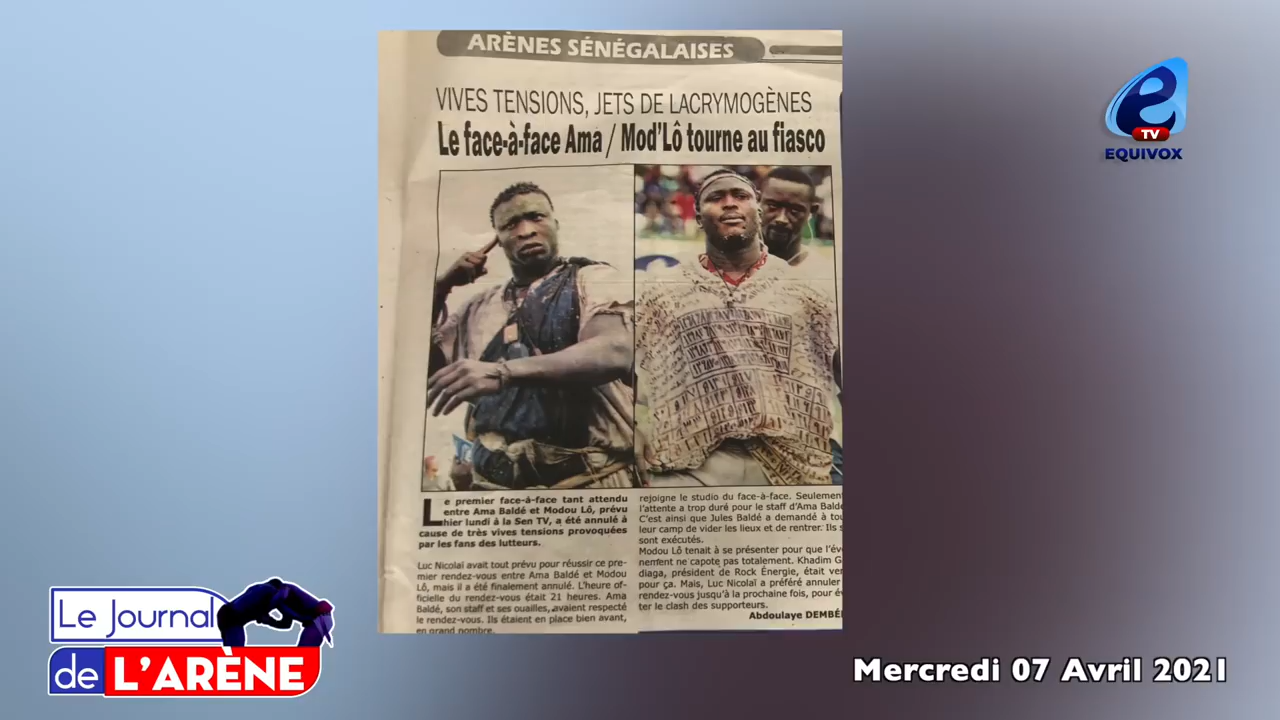 ARÈNES SÉNÉGALAISES
VIVES TENSIONS, JETS DE LACRYMOGÈNES
Le face-à-face Ama / Mod'Lô tourne au fiasco
Le premier face-à-face tant attendu
entre Ama Baldé et Modou Lô, prévu
hier lundi à la Sen TV, a été annulé à
cause de très vives tensions provoquées
par les fans des lutteurs.
Luc Nicolaï avait tout prévu pour réussir ce pre-
mier rendez-vous entre Ama Baldé et Modou
Lô, mais il a été finalement annulé. L'heure of-
ficielle du rendez-vous était 21 heures. Ama
Baldé, son staff et ses ouailles, avaient respecté
le rendez-vous. Ils étaient en place bien avant,
en grand nombre.
rejoigne le studio du face-à-face. Seulement
l'attente a trop duré pour le staff d'Ama Baldé
C'est ainsi que Jules Baldé a demandé à tou
leur camp de vider les lieux et de rentrer. Ils s
sont exécutés.
Modou Lô tenait à se présenter pour que l'évé
nement ne capote pas totalement. Khadim G
diaga, président de Rock Énergie, était ven
pour ça. Mais, Luc Nicolaï a préféré annuler
rendez-vous jusqu'à la prochaine fois, pour év
ter le clash des supporteurs.
Abdoulaye DEMBÉL
e
TV
EQUIVOX
Le Journal
de L'ARÈNE
Mercredi 07 Avril 2021